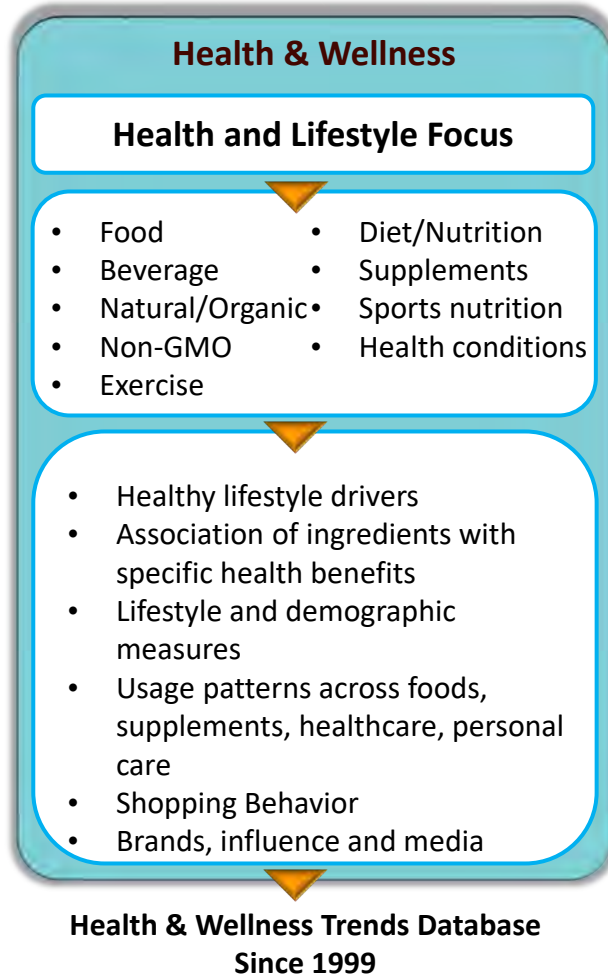 Health & Wellness
Health and Lifestyle Focus
• Food
• Beverage
• Natural/Organic
• Non-GMO
• Exercise
• Diet/Nutrition
• Supplements
• Sports nutrition
• Health conditions
• Healthy lifestyle drivers
• Association of ingredients with
specific health benefits
• Lifestyle and demographic
measures
• Usage patterns across foods,
supplements, healthcare, personal
care
• Shopping Behavior
• Brands, influence and media
Health & Wellness Trends Database
Since 1999